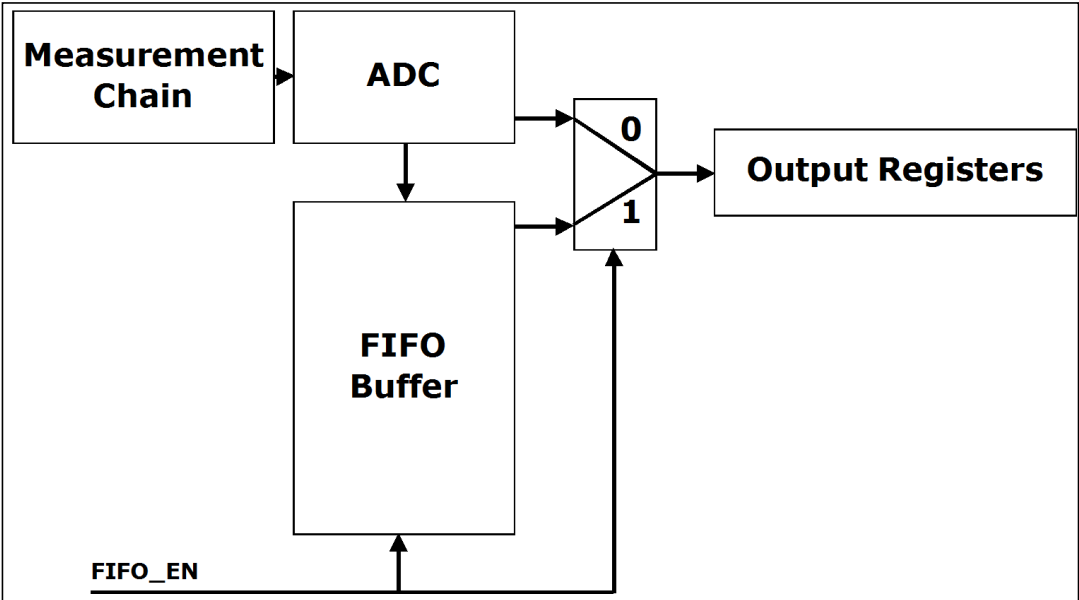 Measurement
Chain
ADC
0
1
Output Registers
FIFO
Buffer
FIFO_EN